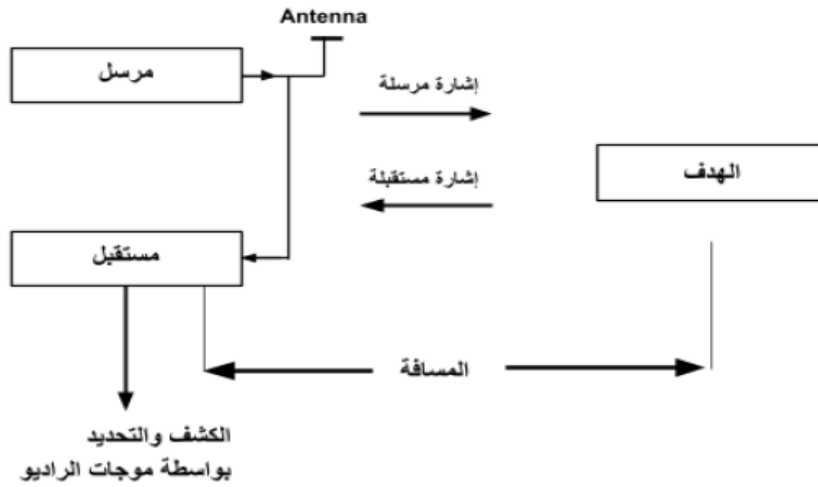 Antenna
مرسل
إشارة مرسلة
الهدف
إشارة مستقبلة
مستقبل
المسافة
الكشف والتحديد
بواسطة موجات الراديو